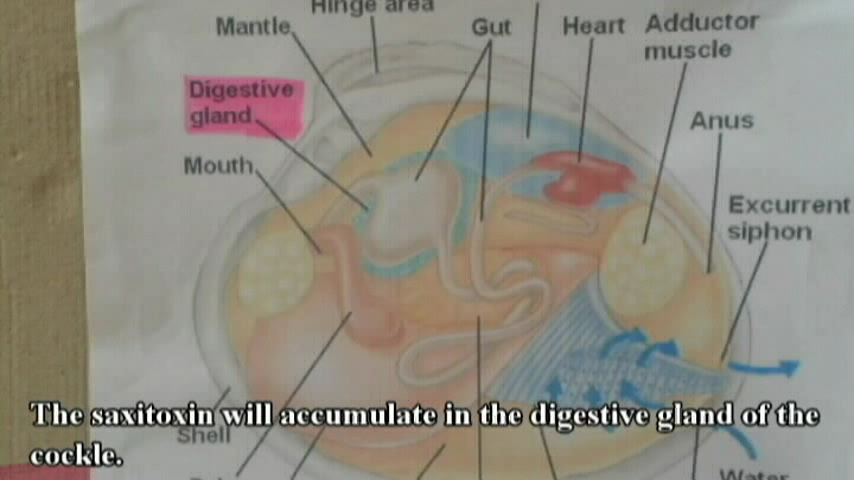 Hinge area
Mantle
Gut
Heart
Adductor
muscle
Digestive
gland
Anus
Mouth
Excurrent
siphon
The saxitoxin will accumulate in the digestive gland of the
cockle.
Shell
Water